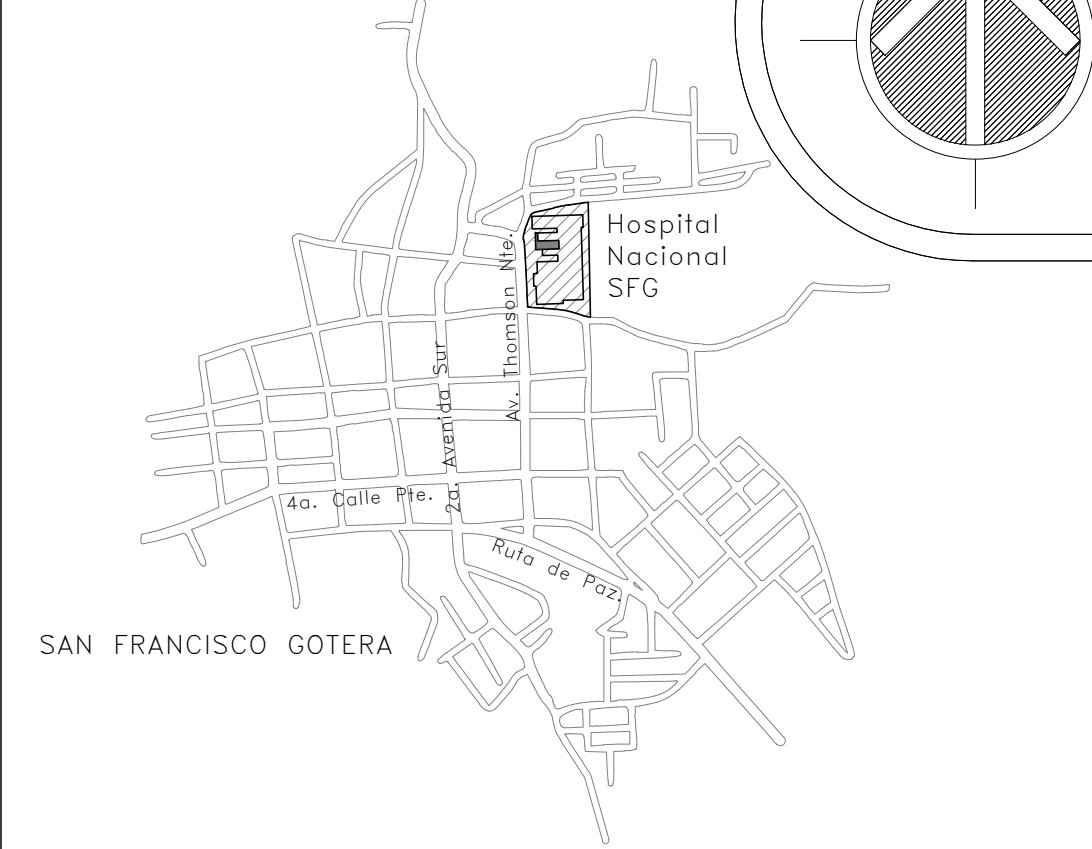 Hospital
Nacional
SFG
Av. Thomson Nte.
2a. Avenida Sur
4a. Calle Pte.
Ruta de Paz.
SAN FRANCISCO GOTERA